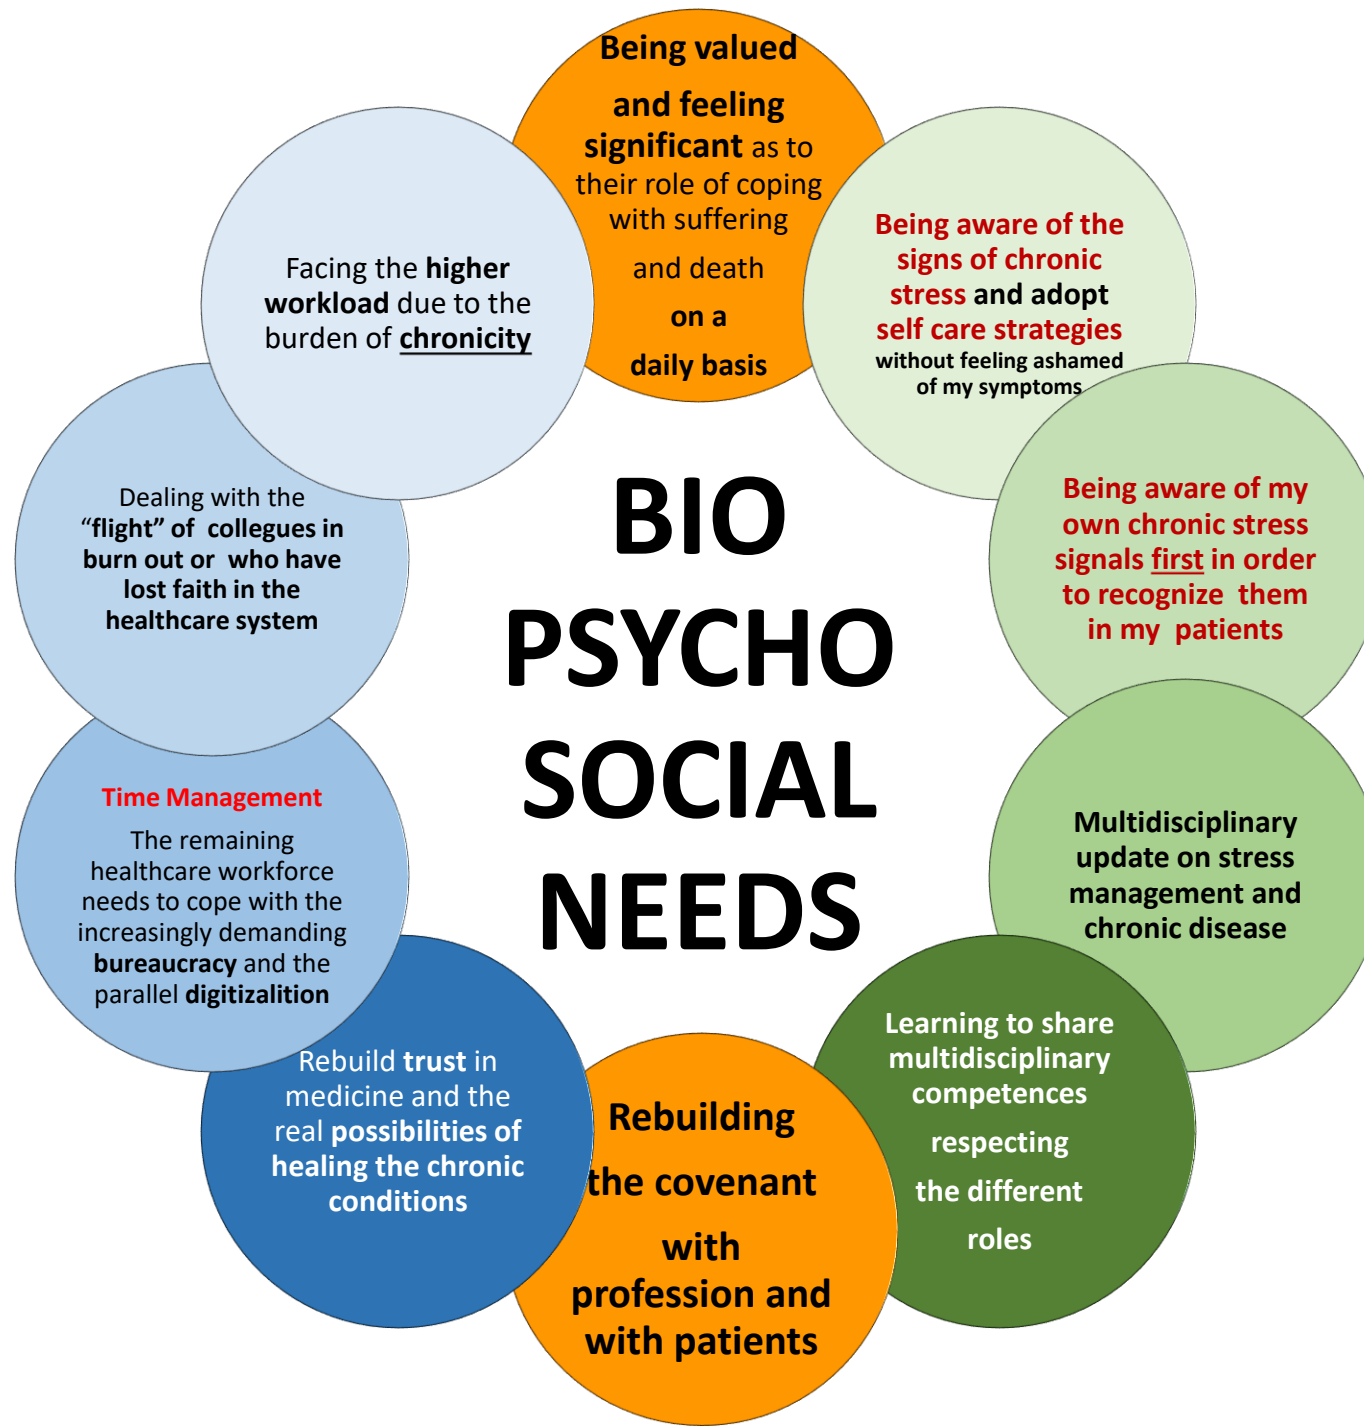 Being valued
and feeling
significant as to
their role of coping
with suffering
and death
on a
daily basis
Being aware of the
signs of chronic
stress and adopt
self care strategies
without feeling ashamed
of my symptoms
Being aware of my
own chronic stress
signals first in order
to recognize them
in my patients
Multidisciplinary
update on stress
management and
chronic disease
Learning to share
multidisciplinary
competences
respecting
the different
roles
Rebuilding
the covenant
with
profession and
with patients
Rebuild trust in
medicine and the
real possibilities of
healing the chronic
conditions
Time Management
The remaining
healthcare workforce
needs to cope with the
increasingly demanding
bureaucracy and the
parallel digitizalition
Dealing with the
“flight” of collegues in
burn out or who have
lost faith in the
healthcare system
Facing the higher
workload due to the
burden of chronicity
BIO
PSYCHO
SOCIAL
NEEDS